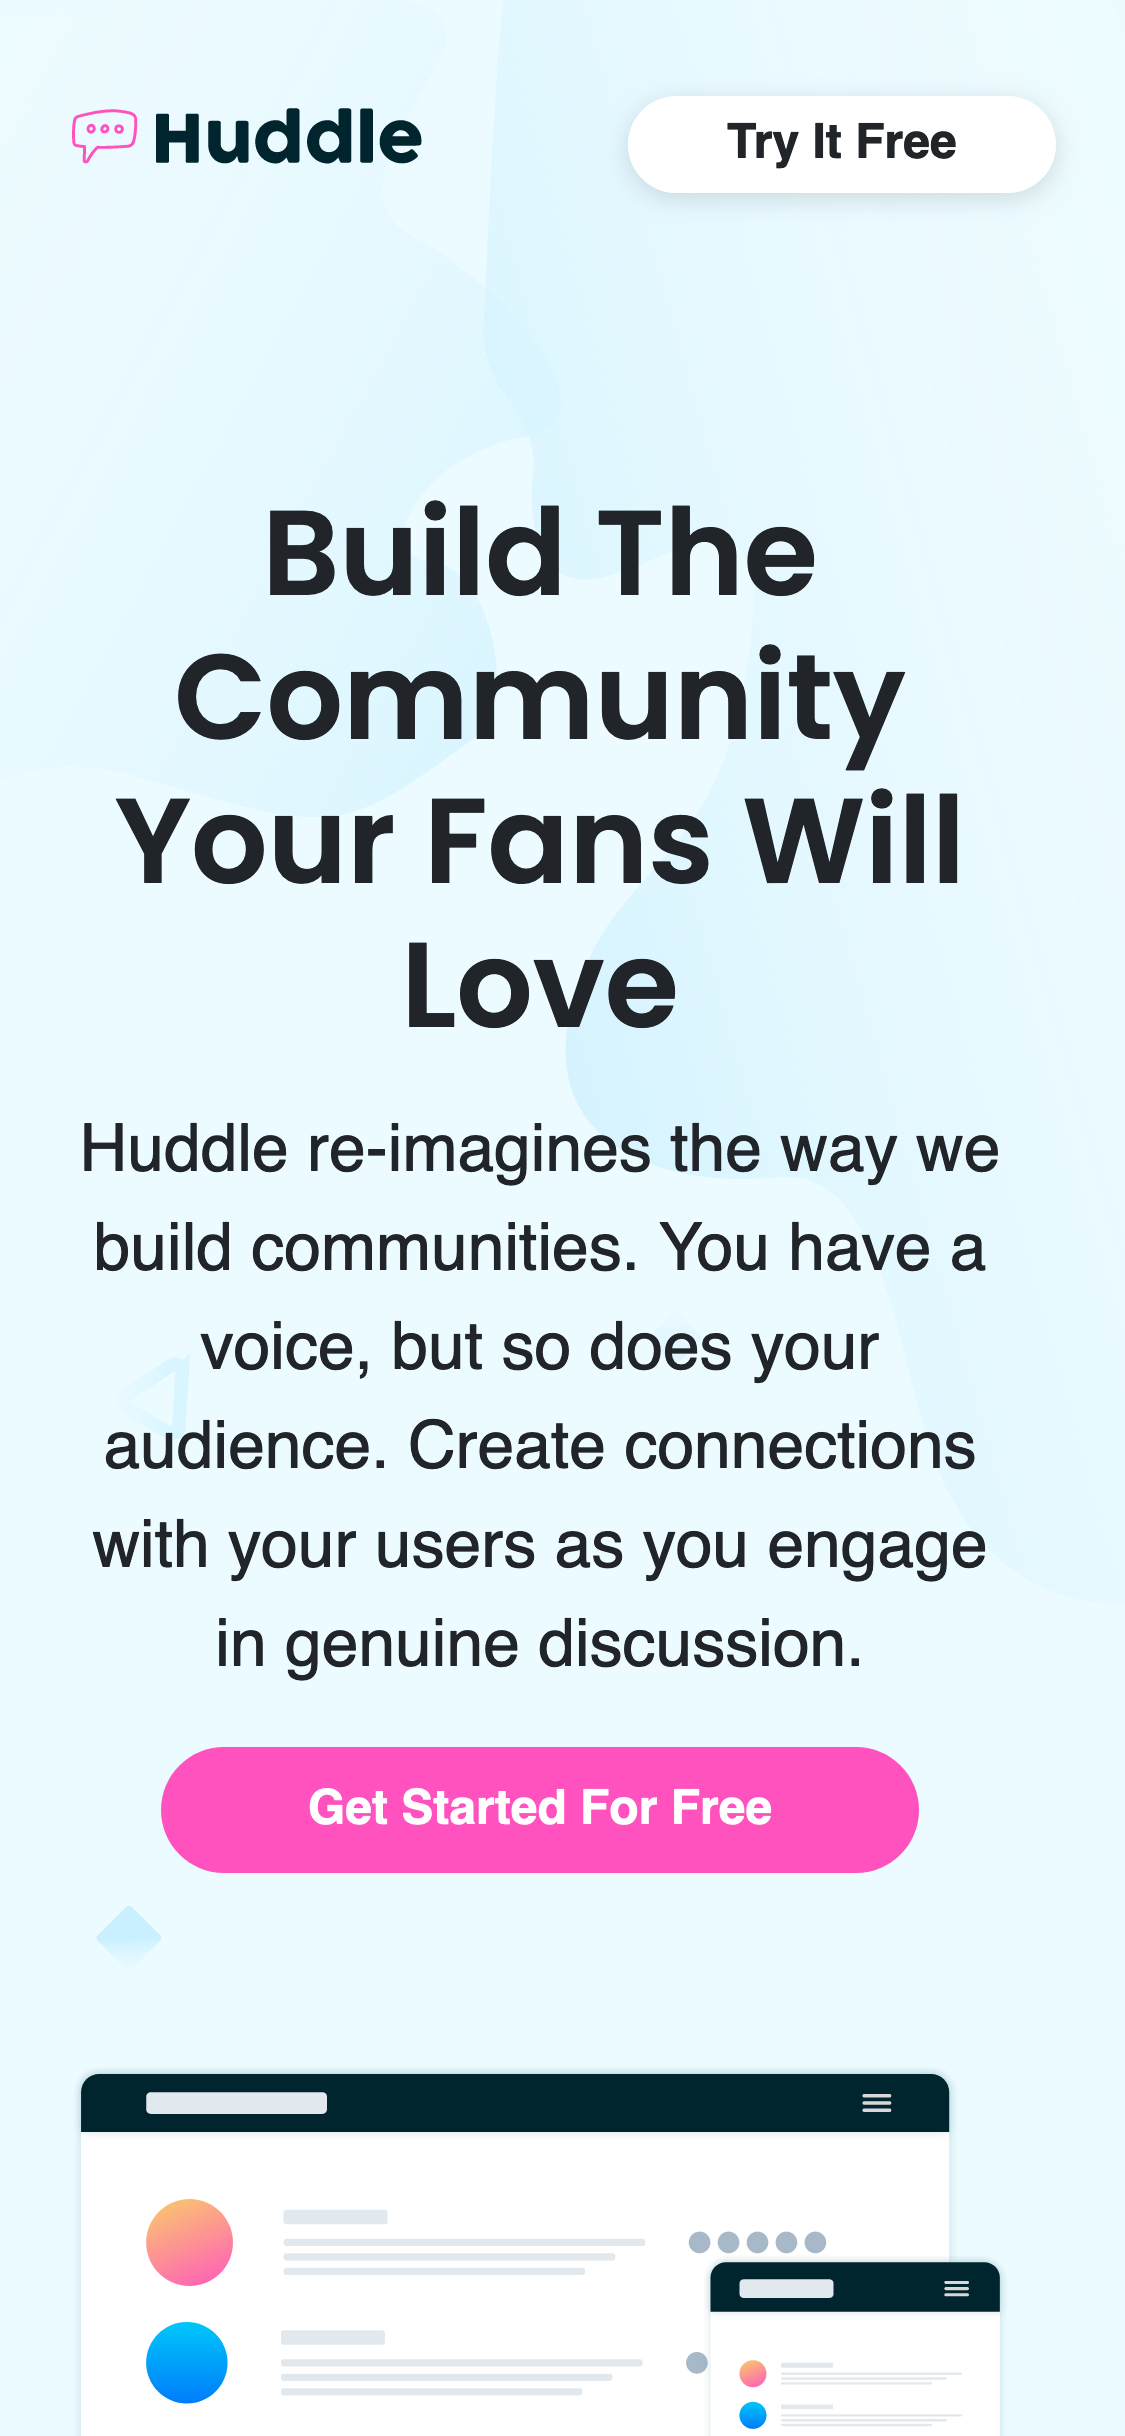 Huddle
Try It Free
Build The
Community
Your Fans Will
Love
Huddle re-imagines the way we
build communities. You have a
voice, but so does your
audience. Create connections
with your users as you engage
in genuine discussion.
Get Started For Free